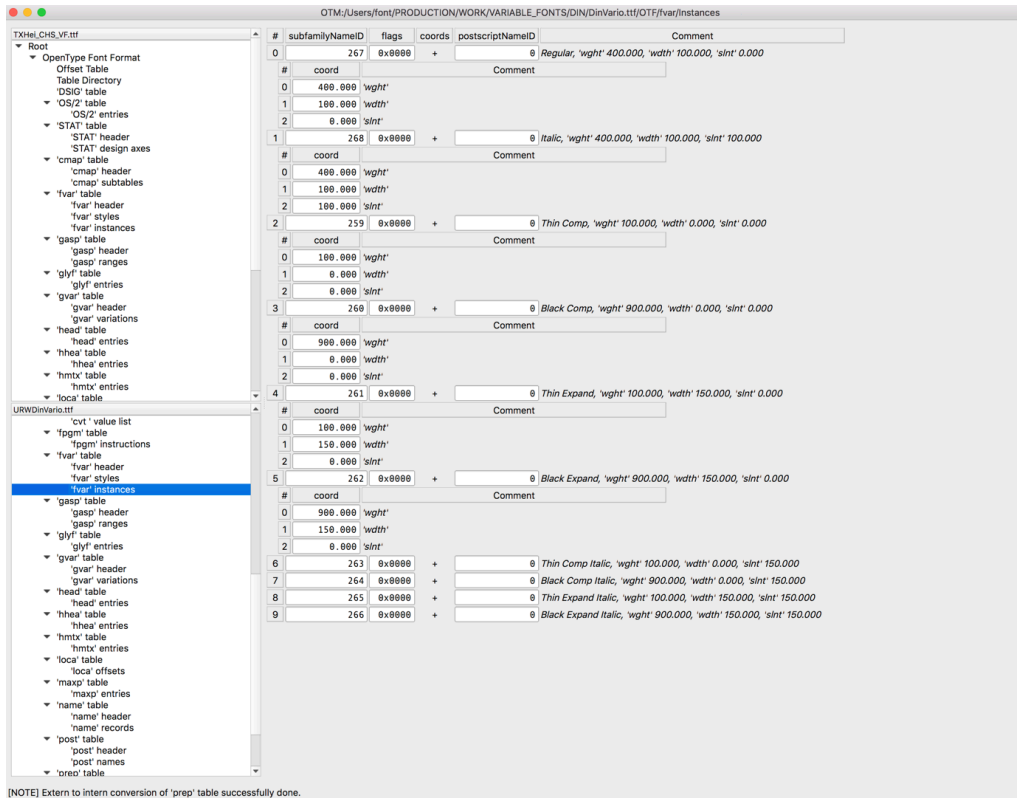 OTM:/Users/font/PRODUCTION/WORK/VARIABLE_FONTS/DIN/DinVario.ttf/OTF/fvar/Instances
TXHei_CHS_VF.ttf
Root
OpenType Font Format
Offset Table
Table Directory
'DSIG' table
'OS/2' table
'OS/2' entries
'STAT' table
'STAT' header
'STAT' design axes
'cmap' table
'cmap' header
'cmap' subtables
'fvar' table
'fvar' header
'fvar' styles
'fvar' instances
'gasp' table
'gasp' header
'gasp' ranges
'glyf' table
'glyf' entries
'gvar' table
'gvar' header
'gvar' variations
'head' table
'head' entries
'hhea' table
'hhea' entries
'hmtx' table
'hmtx' entries
'loca' table
URWDinVario.ttf
'cvt ' value list
'fpgm' table
'fpgm' instructions
'fvar' table
'fvar' header
'fvar' styles
'fvar' instances
'gasp' table
'gasp' header
'gasp' ranges
'glyf' table
'glyf' entries
'gvar' table
'gvar' header
'gvar' variations
'head' table
'head' entries
'hhea' table
'hhea' entries
'hmtx' table
'hmtx' entries
'loca' table
'loca' offsets
'maxp' table
'maxp' entries
'name' table
'name' header
'name' records
'post' table
'post' header
'post' names
'prep' table
# subfamilyNameID flags coords postscriptNameID Comment
0 267 0x0000 + 0 Regular, 'wght' 400.000, 'wdth' 100.000, 'slnt' 0.000
# coord Comment
0 400.000 'wght'
1 100.000 'wdth'
2 0.000 'slnt'
1 268 0x0000 + 0 Italic, 'wght' 400.000, 'wdth' 100.000, 'slnt' 100.000
# coord Comment
0 400.000 'wght'
1 100.000 'wdth'
2 100.000 'slnt'
2 259 0x0000 + 0 Thin Comp, 'wght' 100.000, 'wdth' 0.000, 'slnt' 0.000
# coord Comment
0 100.000 'wght'
1 0.000 'wdth'
2 0.000 'slnt'
3 260 0x0000 + 0 Black Comp, 'wght' 900.000, 'wdth' 0.000, 'slnt' 0.000
# coord Comment
0 900.000 'wght'
1 0.000 'wdth'
2 0.000 'slnt'
4 261 0x0000 + 0 Thin Expand, 'wght' 100.000, 'wdth' 150.000, 'slnt' 0.000
# coord Comment
0 100.000 'wght'
1 150.000 'wdth'
2 0.000 'slnt'
5 262 0x0000 + 0 Black Expand, 'wght' 900.000, 'wdth' 150.000, 'slnt' 0.000
# coord Comment
0 900.000 'wght'
1 150.000 'wdth'
2 0.000 'slnt'
6 263 0x0000 + 0 Thin Comp Italic, 'wght' 100.000, 'wdth' 0.000, 'slnt' 150.000
7 264 0x0000 + 0 Black Comp Italic, 'wght' 900.000, 'wdth' 0.000, 'slnt' 150.000
8 265 0x0000 + 0 Thin Expand Italic, 'wght' 100.000, 'wdth' 150.000, 'slnt' 150.000
9 266 0x0000 + 0 Black Expand Italic, 'wght' 900.000, 'wdth' 150.000, 'slnt' 150.000
[NOTE] Extern to intern conversion of 'prep' table successfully done.